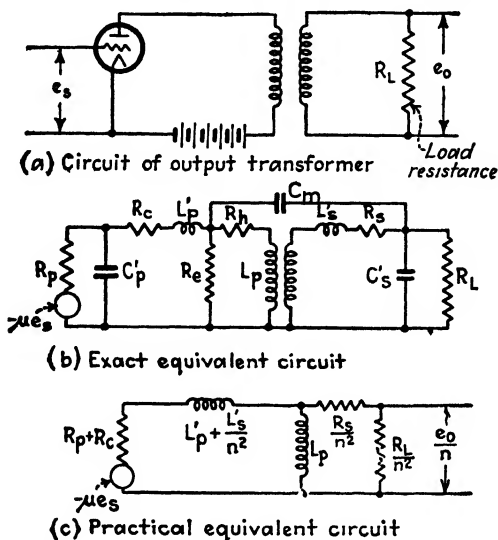 e_s
R_L
e_o
Load
resistance
(a) Circuit of output transformer
C_m
R_c L'_p R_h L'_s R_s
R_p C'_p R_e L_p C'_s R_L
-μe_s
(b) Exact equivalent circuit
R_p+R_c L'_p + L'_s/n² R_s/n²
L_p R_L/n² e_o/n
-μe_s
(c) Practical equivalent circuit